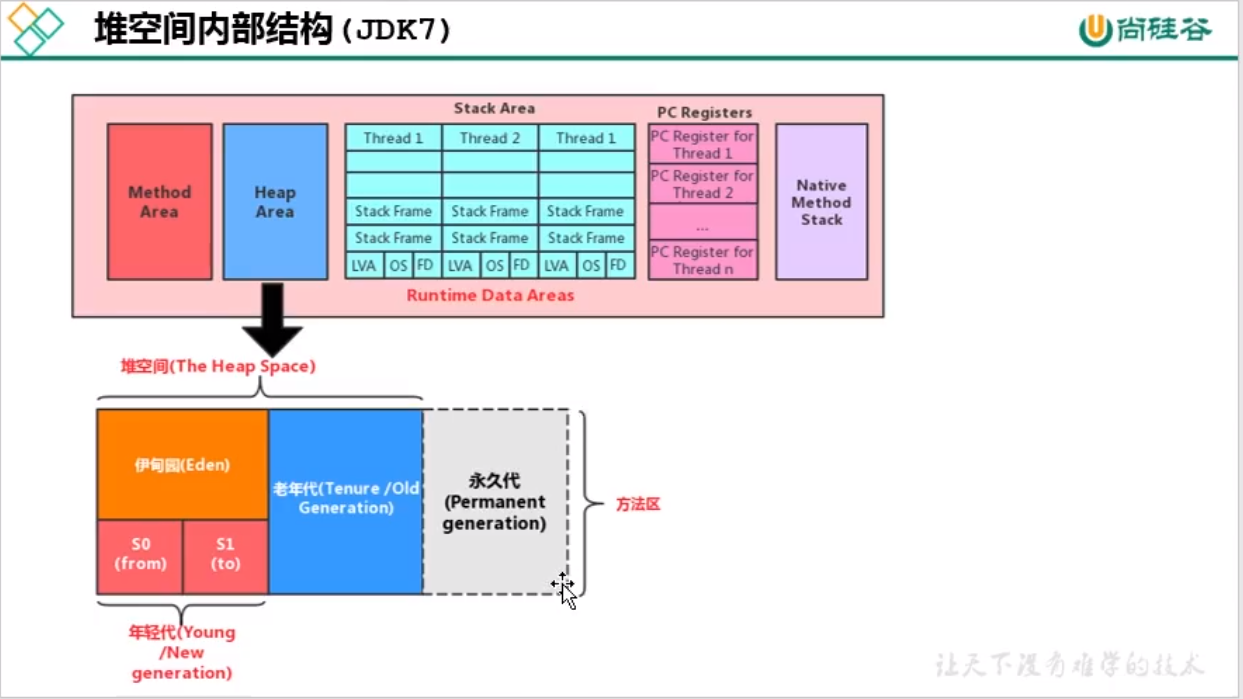 堆空间内部结构(JDK7)
尚硅谷
Stack Area
PC Registers
Method
Area
Heap
Area
Thread 1
Thread 2
Thread 1
Stack Frame
Stack Frame
Stack Frame
Stack Frame
Stack Frame
Stack Frame
LVA
OS
FD
LVA
OS
FD
LVA
OS
FD
PC Register for
Thread 1
PC Register for
Thread 2
...
PC Register for
Thread n
Native
Method
Stack
Runtime Data Areas
堆空间(The Heap Space)
伊甸园(Eden)
S0
(from)
S1
(to)
老年代(Tenure /Old
Generation)
永久代
(Permanent
generation)
方法区
年轻代(Young
/New
generation)
让天下没有难学的技术